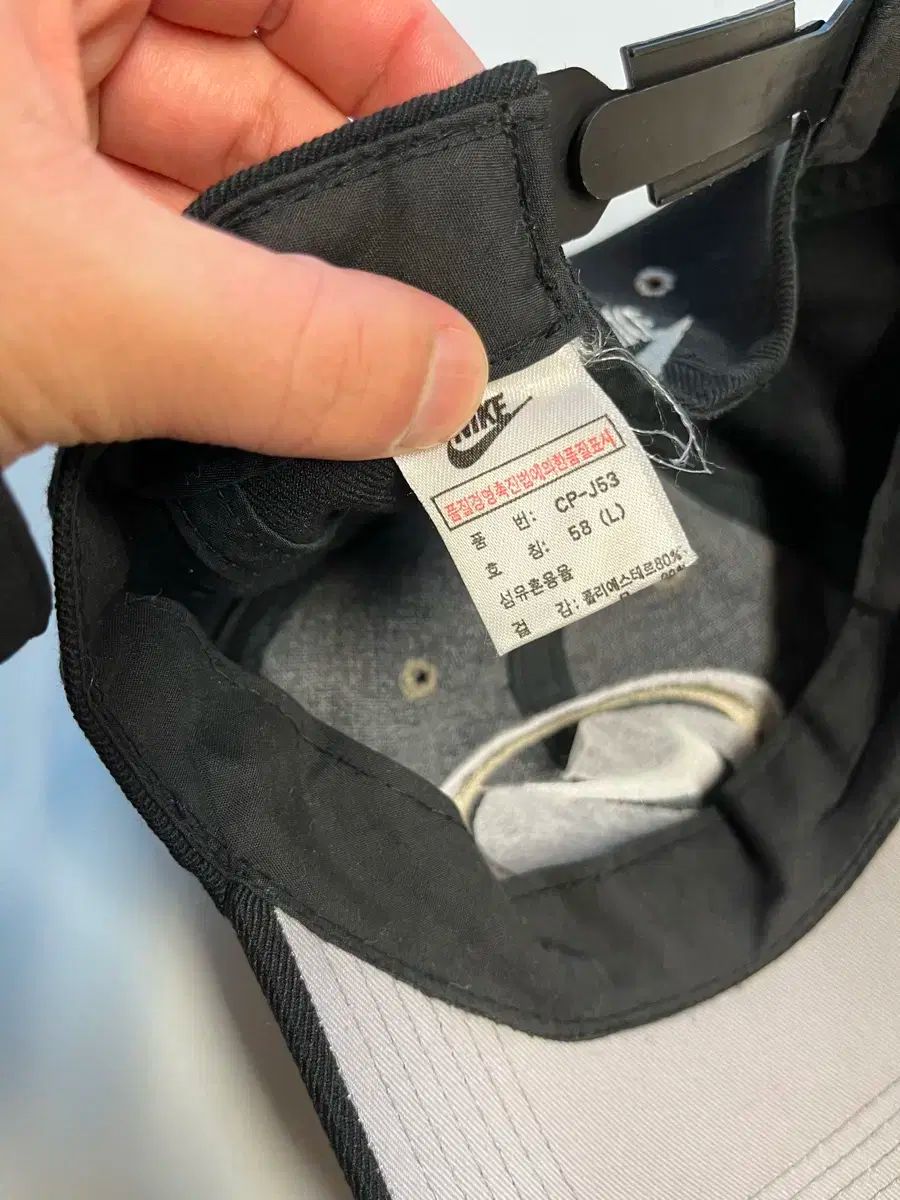 NIKE
품질경영촉진법에의한품질표시
품 번: CP-J53
호 칭: 58 (L)
섬유혼용율
겉 감: 폴리에스테르80%